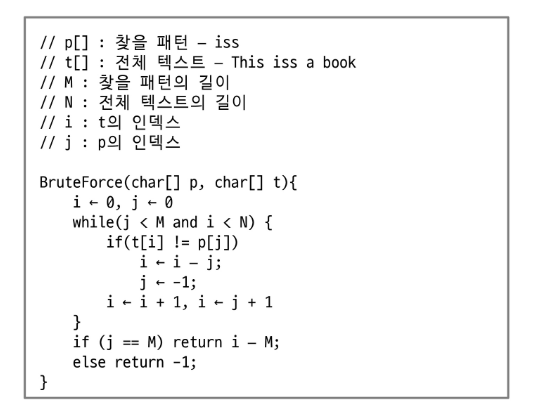 // p[] : 찾을 패턴 – iss
// t[] : 전체 텍스트 – This iss a book
// M : 찾을 패턴의 길이
// N : 전체 텍스트의 길이
// i : t의 인덱스
// j : p의 인덱스
BruteForce(char[] p, char[] t){
i ← 0, j ← 0
while(j < M and i < N) {
if(t[i] != p[j])
i ← i – j;
j ← -1;
i ← i + 1, i ← j + 1
}
if (j == M) return i – M;
else return -1;
}